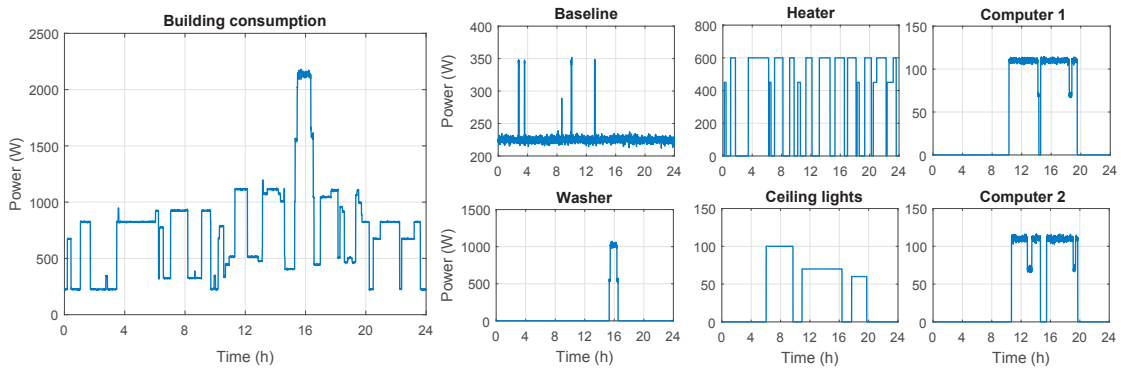 Building consumption
2500
2000
1500
1000
500
0
Power (W)
0 4 8 12 16 20 24
Time (h)
Baseline
400
350
300
250
200
Power (W)
0 4 8 12 16 20 24
Heater
800
600
400
200
0
0 4 8 12 16 20 24
Computer 1
150
100
50
0
0 4 8 12 16 20 24
Washer
1500
1000
500
0
Power (W)
0 4 8 12 16 20 24
Time (h)
Ceiling lights
150
100
50
0
0 4 8 12 16 20 24
Time (h)
Computer 2
150
100
50
0
0 4 8 12 16 20 24
Time (h)